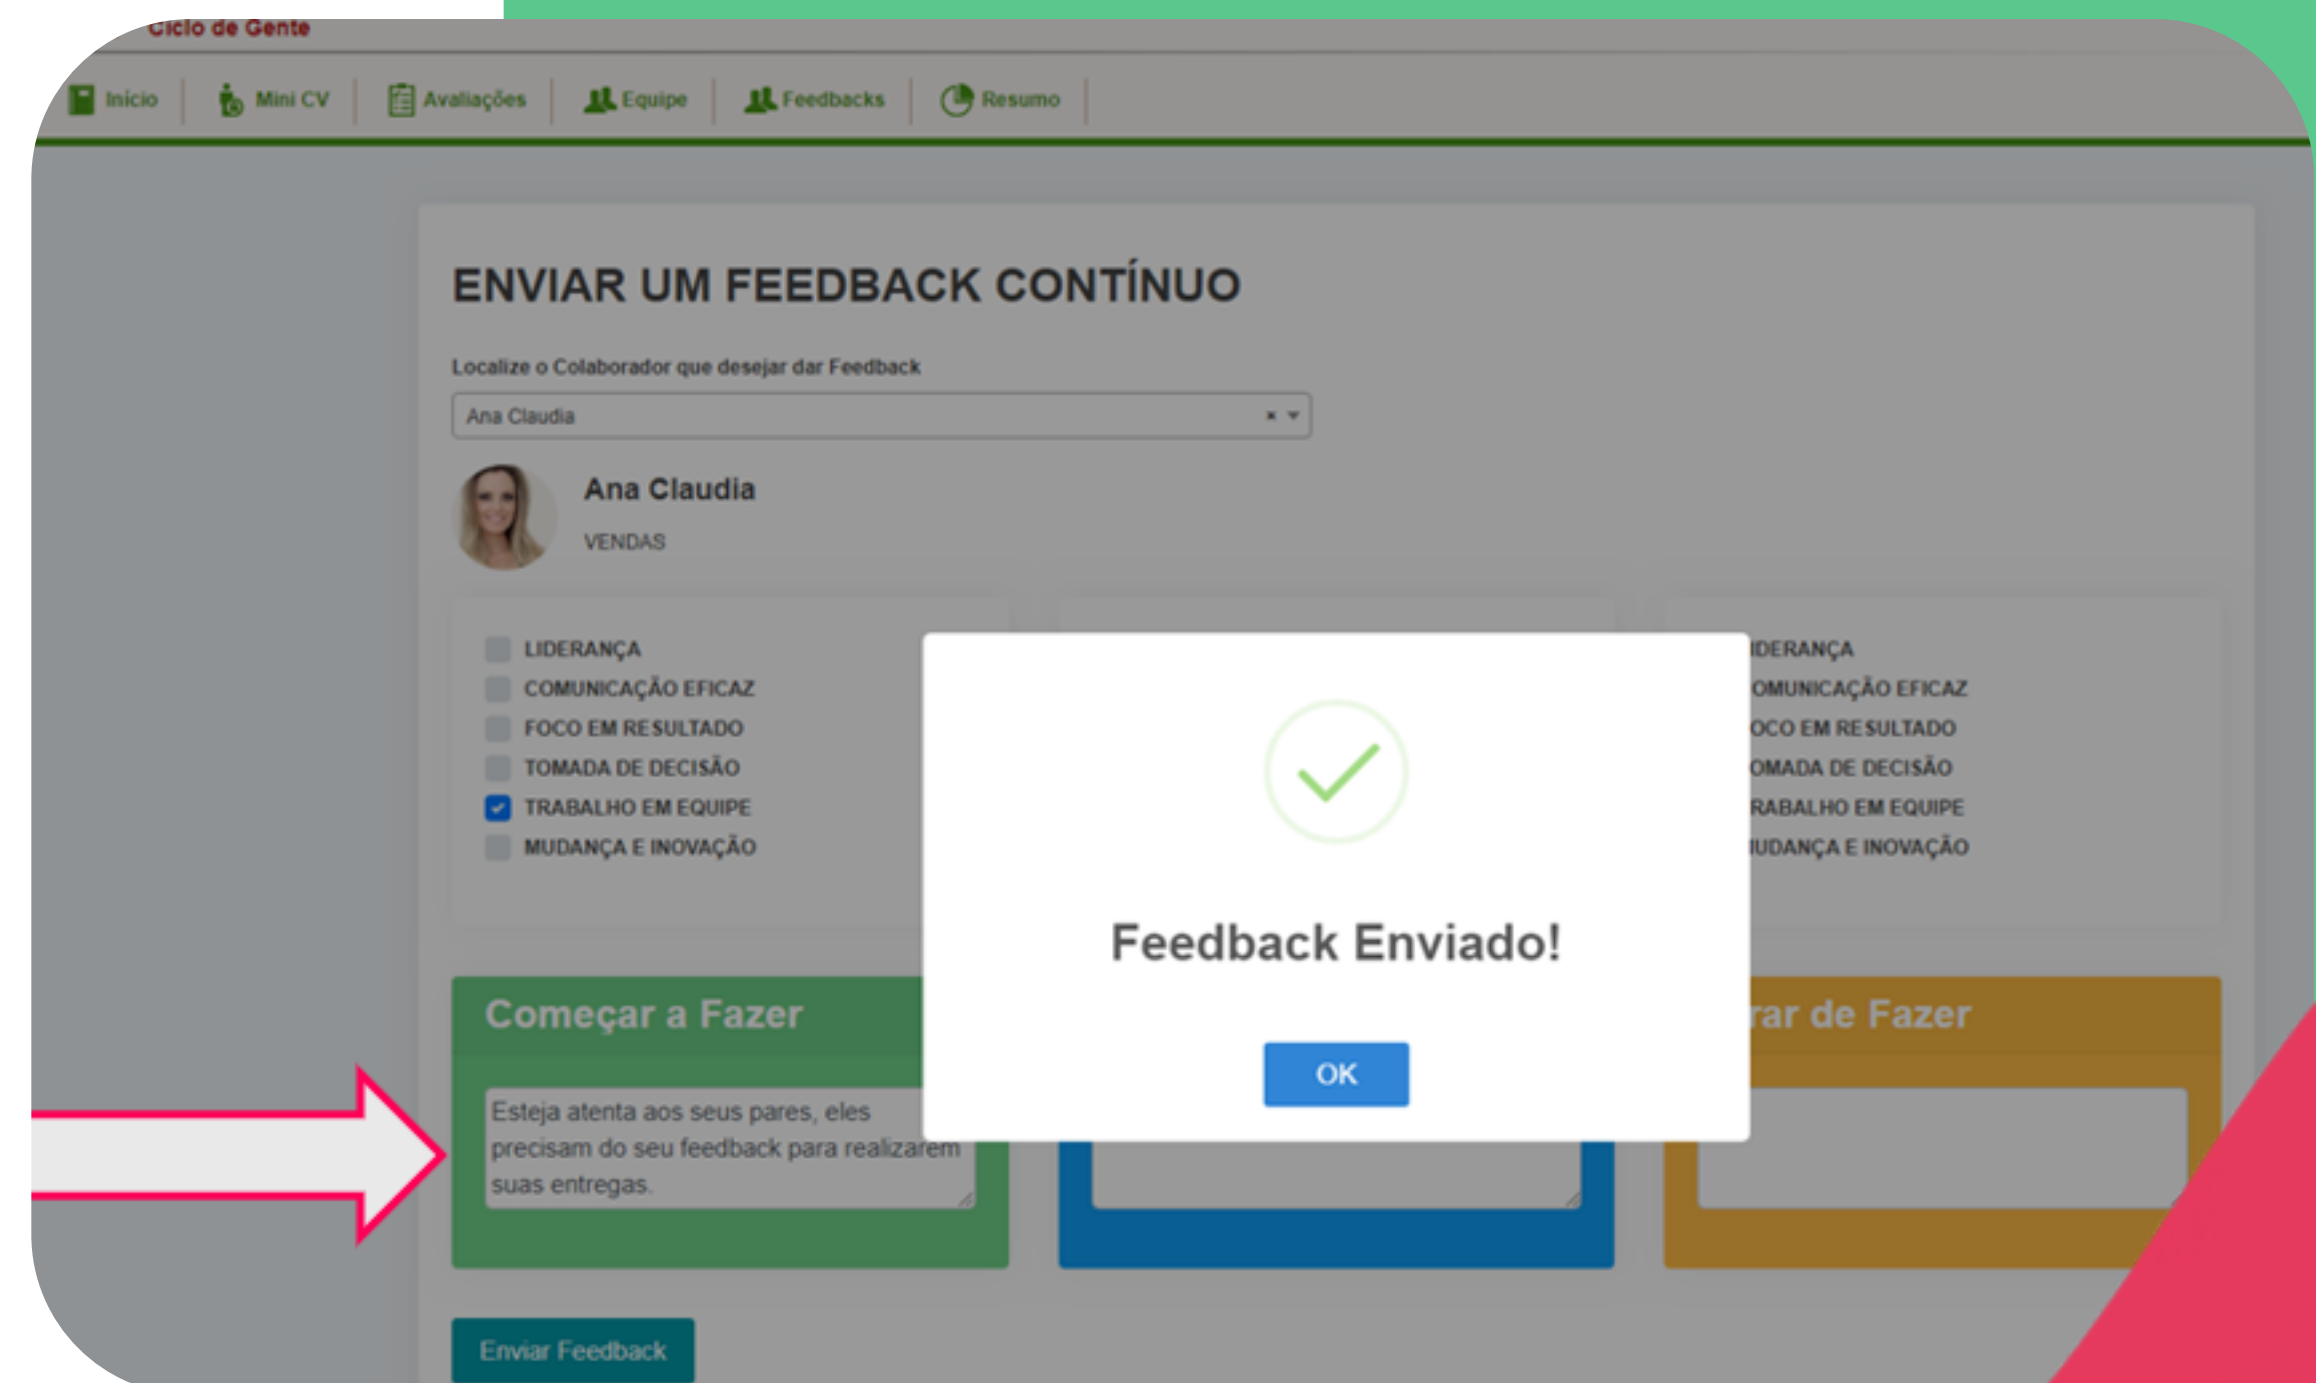 Ciclo de Gente
Início Mini CV Avaliações Equipe Feedbacks Resumo
ENVIAR UM FEEDBACK CONTÍNUO
Localize o Colaborador que desejar dar Feedback
Ana Claudia
Ana Claudia
VENDAS
LIDERANÇA
COMUNICAÇÃO EFICAZ
FOCO EM RESULTADO
TOMADA DE DECISÃO
TRABALHO EM EQUIPE
MUDANÇA E INOVAÇÃO
IDERANÇA
OMUNICAÇÃO EFICAZ
OCO EM RESULTADO
OMADA DE DECISÃO
RABALHO EM EQUIPE
UDANÇA E INOVAÇÃO
Feedback Enviado!
OK
Começar a Fazer
Esteja atenta aos seus pares, eles
precisam do seu feedback para realizarem
suas entregas.
rar de Fazer
Enviar Feedback